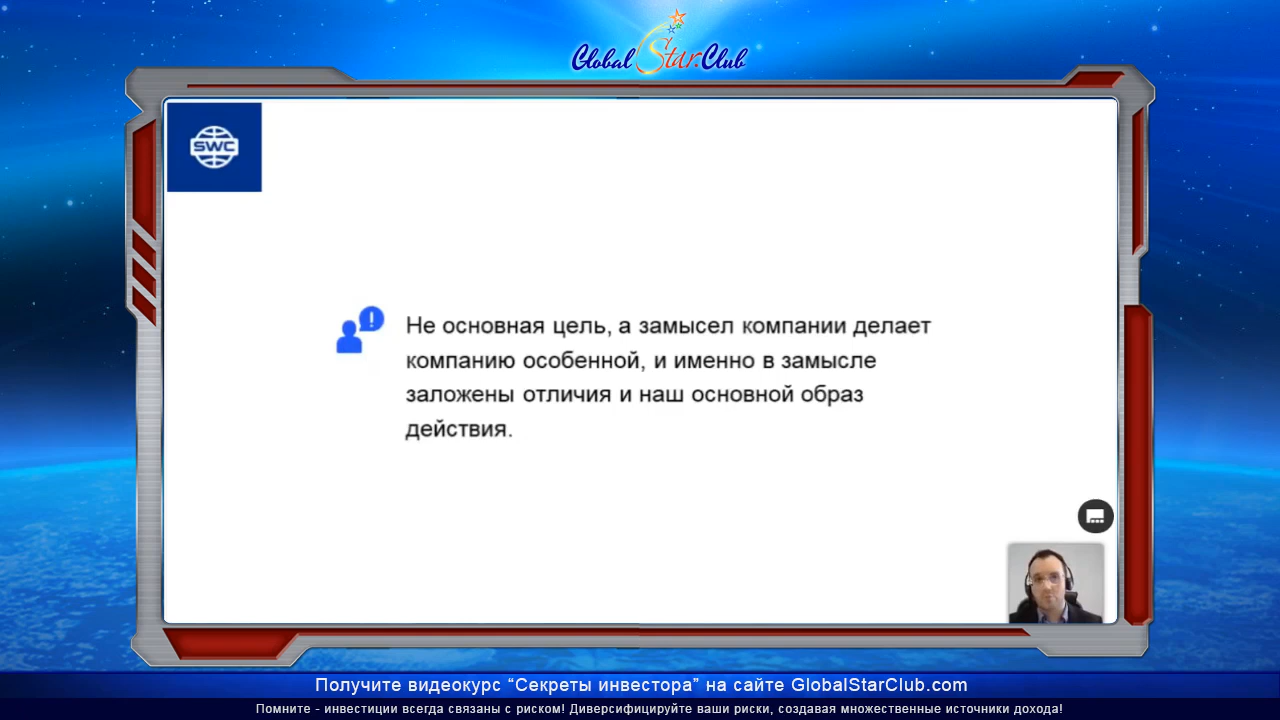 Global Star.Club
SWC
Не основная цель, а замысел компании делает
компанию особенной, и именно в замысле
заложены отличия и наш основной образ
действия.
Получите видеокурс “Секреты инвестора” на сайте GlobalStarClub.com
Помните - инвестиции всегда связаны с риском! Диверсифицируйте ваши риски, создавая множественные источники дохода!